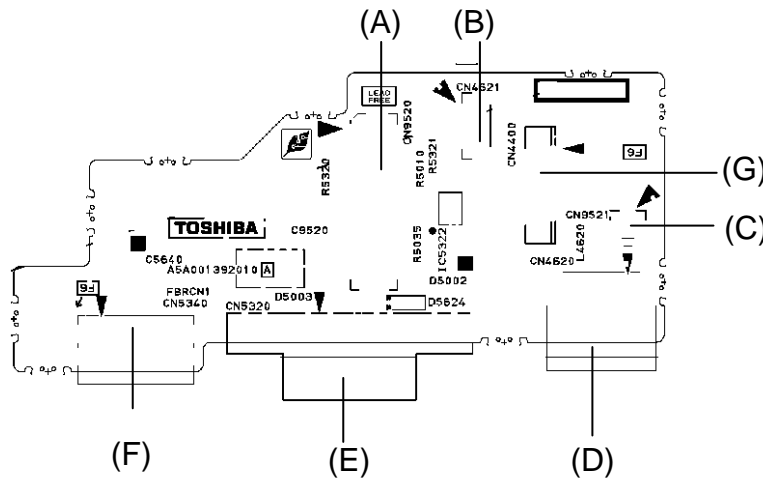 (A)
(B)
LEAD
FREE
CN4621
CN9520
R5320
R5010
R5321
CN4400
F6
(G)
CN9521
(C)
TOSHIBA
C9520
R5035
IC5322
L4620
CN4620
C5640
A5A001392010 A
D5002
F6
FBRCN1
CN5340
CN5320
D5003
D5624
(F)
(E)
(D)